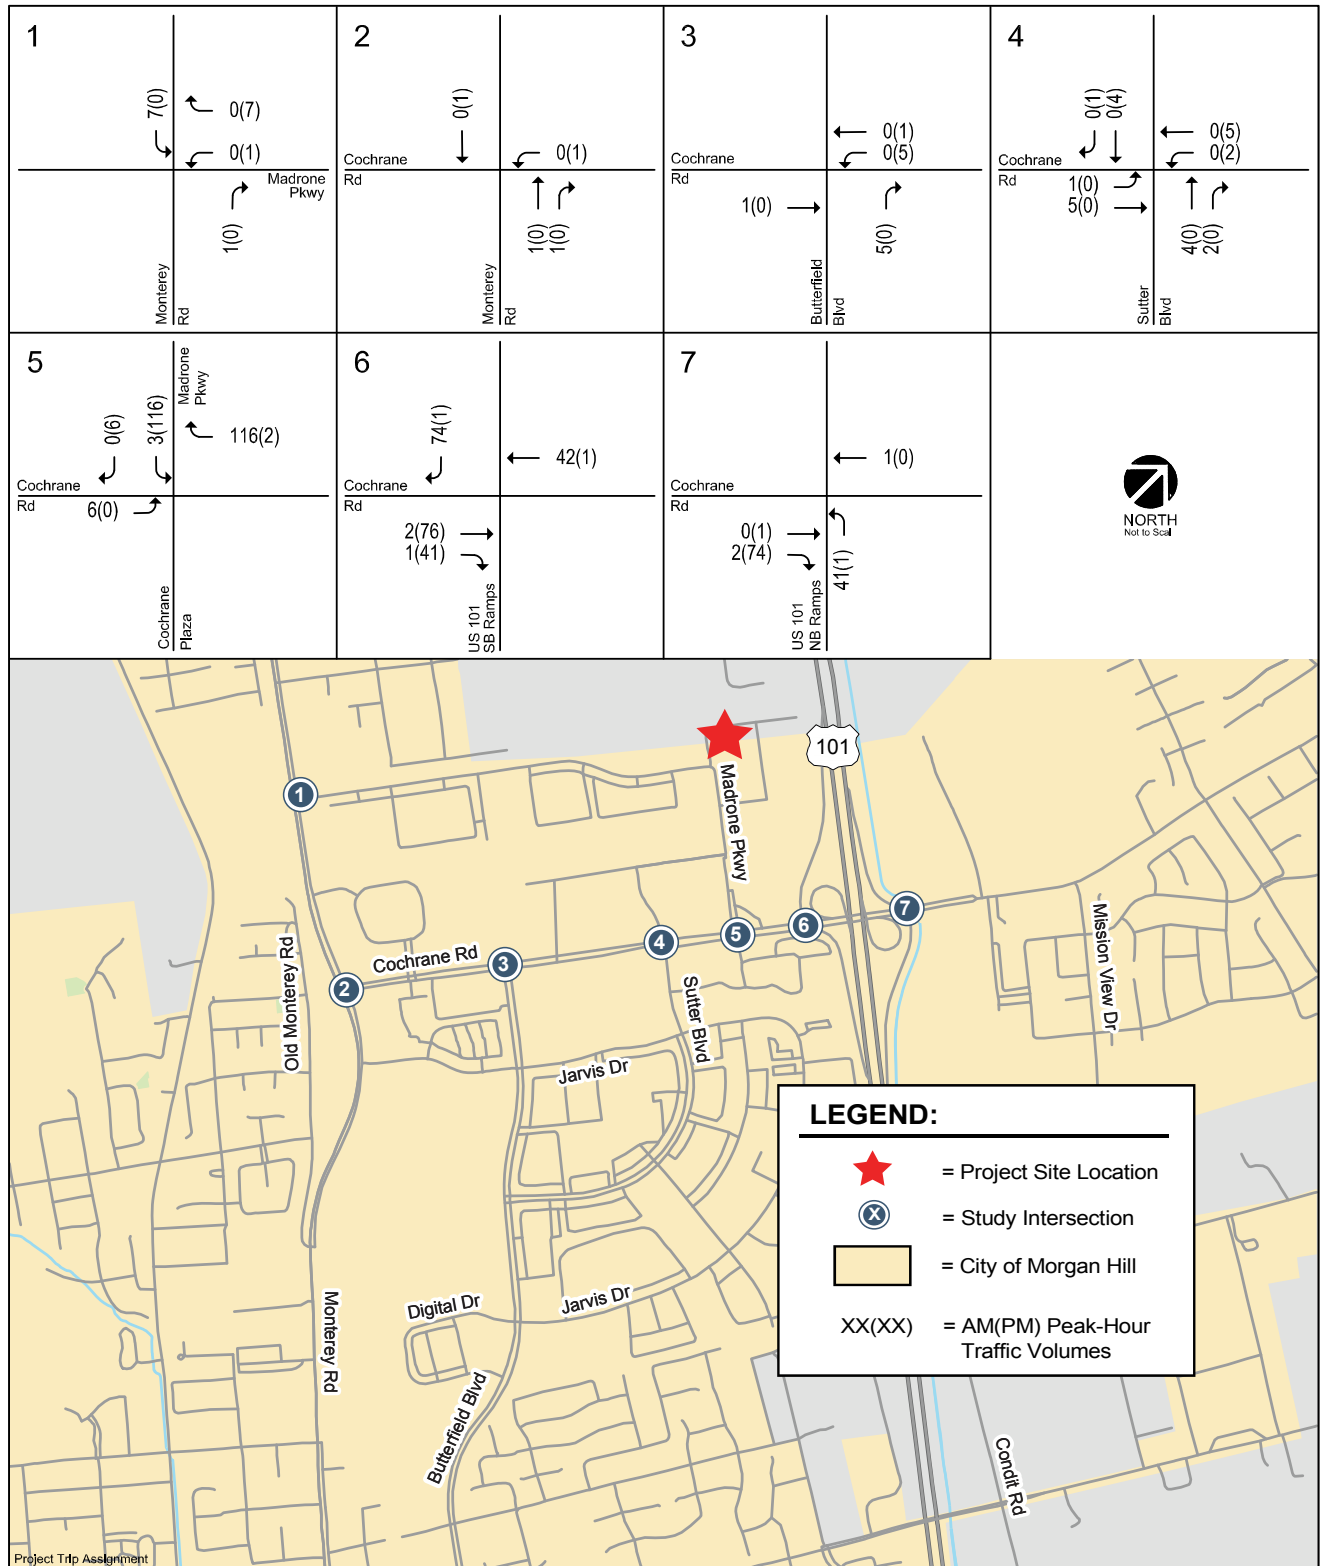 1
7(0)
0(7)
0(1)
Madrone
Pkwy
1(0)
Monterey
Rd
2
0(1)
0(1)
Cochrane
Rd
1(0)
1(0)
Monterey
Rd
3
0(1)
0(5)
Cochrane
Rd
1(0)
5(0)
Butterfield
Blvd
4
0(1)
0(4)
0(5)
0(2)
Cochrane
Rd
1(0)
5(0)
4(0)
2(0)
Sutter
Blvd
5
Madrone
Pkwy
0(6)
3(116)
116(2)
Cochrane
Rd
6(0)
Cochrane
Plaza
6
74(1)
42(1)
Cochrane
Rd
2(76)
1(41)
US 101
SB Ramps
7
1(0)
Cochrane
Rd
0(1)
2(74)
41(1)
US 101
NB Ramps
NORTH
Not to Scal
101
1
Madrone Pkwy
7
6
5
4
3
2
Cochrane Rd
Old Monterey Rd
Sutter Blvd
Mission View Dr
Jarvis Dr
LEGEND:
= Project Site Location
X
= Study Intersection
= City of Morgan Hill
XX(XX)
= AM(PM) Peak-Hour
Traffic Volumes
Digital Dr
Jarvis Dr
Monterey Rd
Butterfield Blvd
Condit Rd
Project Trip Assignment